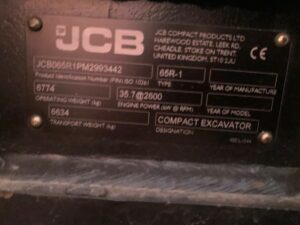 JCB
JCB COMPACT PRODUCTS LTD
HAREWOOD ESTATE, LEEK RD,
CHEADLE, STOKE ON TRENT
UNITED KINGDOM. ST10 2JU
CE
JCB065R1PM2993442
Product Identification Number (PIN) ISO 10261
65R-1
TYPE
YEAR OF MANUFACTURE
6774
OPERATING WEIGHT (kg)
35.7@2600
ENGINE POWER (kW @ RPM)
YEAR OF MODEL
6634
TRANSPORT WEIGHT (kg)
COMPACT EXCAVATOR
DESIGNATION